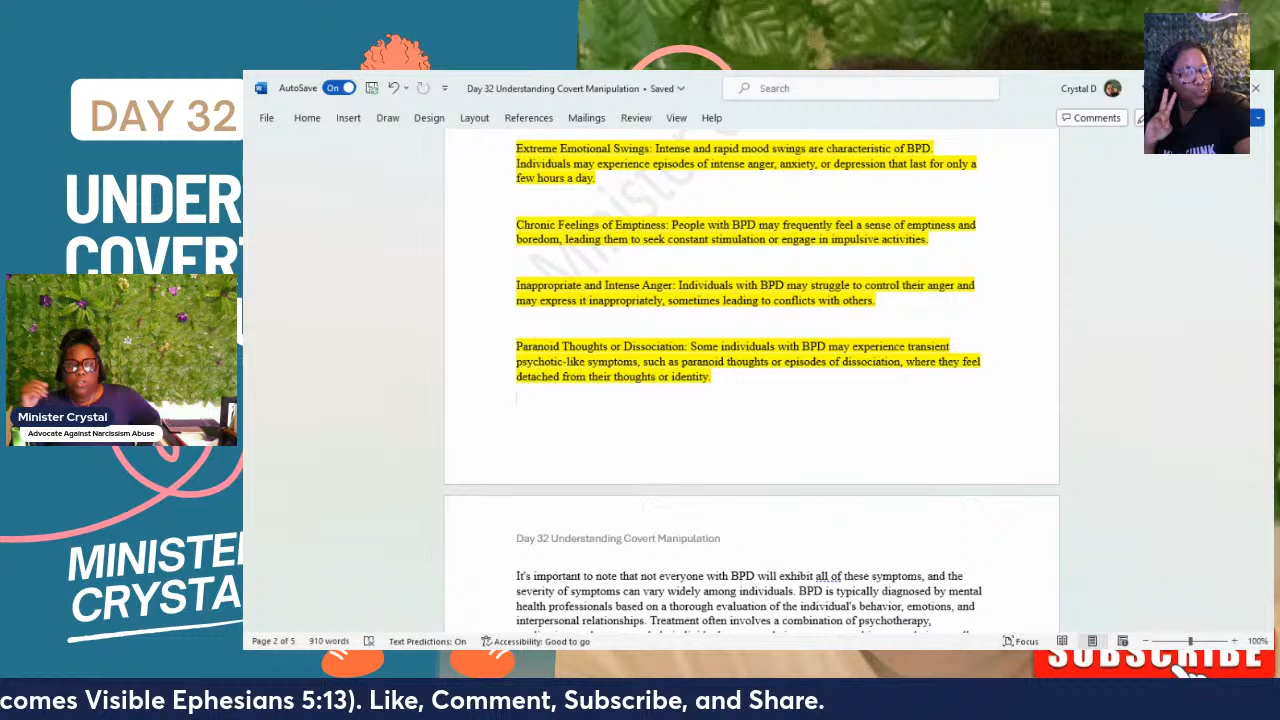 DAY 32
UNDER
COVERT
Minister Crystal
Advocate Against Narcissism Abuse
MINISTE
CRYSTA
AutoSave On Day 32 Understanding Covert Manipulation • Saved Search Crystal D
File Home Insert Draw Design Layout References Mailings Review View Help Comments
Extreme Emotional Swings: Intense and rapid mood swings are characteristic of BPD.
Individuals may experience episodes of intense anger, anxiety, or depression that last for only a
few hours a day.
Chronic Feelings of Emptiness: People with BPD may frequently feel a sense of emptiness and
boredom, leading them to seek constant stimulation or engage in impulsive activities.
Inappropriate and Intense Anger: Individuals with BPD may struggle to control their anger and
may express it inappropriately, sometimes leading to conflicts with others.
Paranoid Thoughts or Dissociation: Some individuals with BPD may experience transient
psychotic-like symptoms, such as paranoid thoughts or episodes of dissociation, where they feel
detached from their thoughts or identity.
Minister
Day 32 Understanding Covert Manipulation
It's important to note that not everyone with BPD will exhibit all of these symptoms, and the
severity of symptoms can vary widely among individuals. BPD is typically diagnosed by mental
health professionals based on a thorough evaluation of the individual's behavior, emotions, and
interpersonal relationships. Treatment often involves a combination of psychotherapy,
Page 2 of 5 910 words Text Predictions: On Accessibility: Good to go Focus 100%
SUBSCRIBE
comes Visible Ephesians 5:13). Like, Comment, Subscribe, and Share.